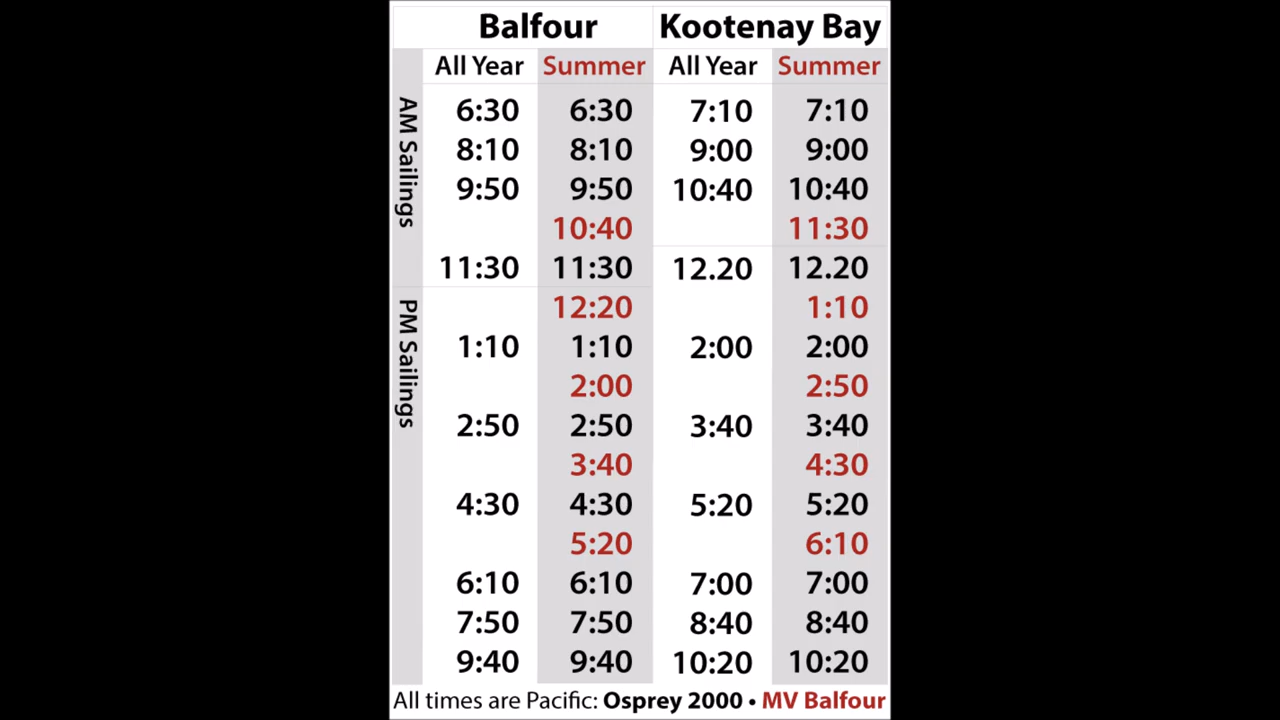 Balfour Kootenay Bay
All Year Summer All Year Summer
AM Sailings
6:30 6:30 7:10 7:10
8:10 8:10 9:00 9:00
9:50 9:50 10:40 10:40
10:40 11:30
11:30 11:30 12.20 12.20
PM Sailings
12:20 1:10
1:10 1:10 2:00 2:00
2:00 2:50
2:50 2:50 3:40 3:40
3:40 4:30
4:30 4:30 5:20 5:20
5:20 6:10
6:10 6:10 7:00 7:00
7:50 7:50 8:40 8:40
9:40 9:40 10:20 10:20
All times are Pacific: Osprey 2000 • MV Balfour